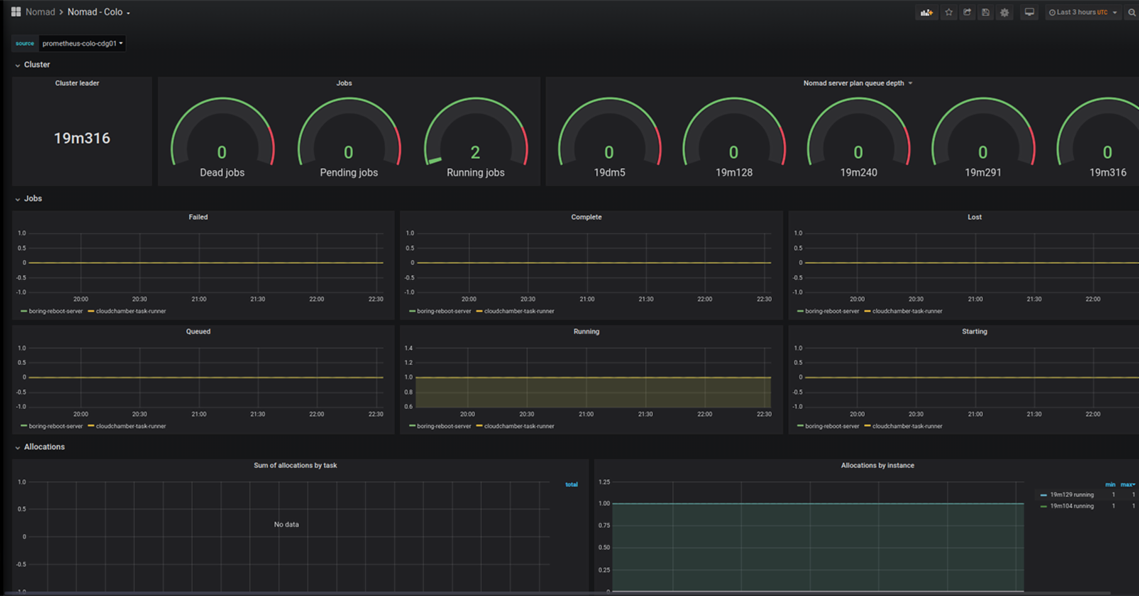 Nomad > Nomad - Colo
Last 3 hours UTC
source prometheus-colo-cdg01
Cluster
Cluster leader
19m316
Jobs
0 0 2
Dead jobs Pending jobs Running jobs
Nomad server plan queue depth
0 0 0 0 0
19dm5 19m128 19m240 19m291 19m316
Jobs
Failed
1.0
0.5
0
-0.5
-1.0
20:00 20:30 21:00 21:30 22:00 22:30
boring-reboot-server cloudchamber-task-runner
Complete
1.0
0.5
0
-0.5
-1.0
20:00 20:30 21:00 21:30 22:00 22:30
boring-reboot-server cloudchamber-task-runner
Lost
1.0
0.5
0
-0.5
-1.0
20:00 20:30 21:00 21:30 22:00
boring-reboot-server cloudchamber-task-runner
Queued
1.0
0.5
0
-0.5
-1.0
20:00 20:30 21:00 21:30 22:00 22:30
boring-reboot-server cloudchamber-task-runner
Running
1.4
1.2
1.0
0.8
0.6
20:00 20:30 21:00 21:30 22:00 22:30
boring-reboot-server cloudchamber-task-runner
Starting
1.0
0.5
0
-0.5
-1.0
20:00 20:30 21:00 21:30 22:00
boring-reboot-server cloudchamber-task-runner
Allocations
Sum of allocations by task
total
1.0
0.5
0
-0.5
-1.0
No data
Allocations by instance
1.25
1.00
0.75
0.50
0.25
0
min max
19m129 running 1 1
19m104 running 1 1